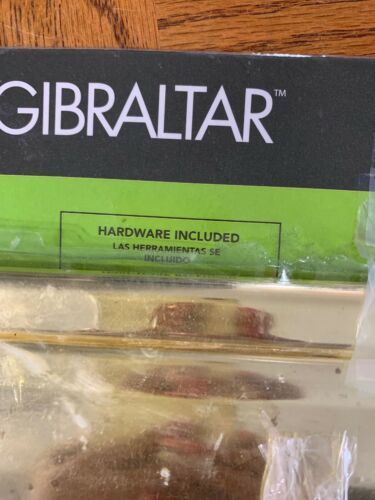 GIBRALTAR™
HARDWARE INCLUDED
LAS HERRAMIENTAS SE
INCLUIDO